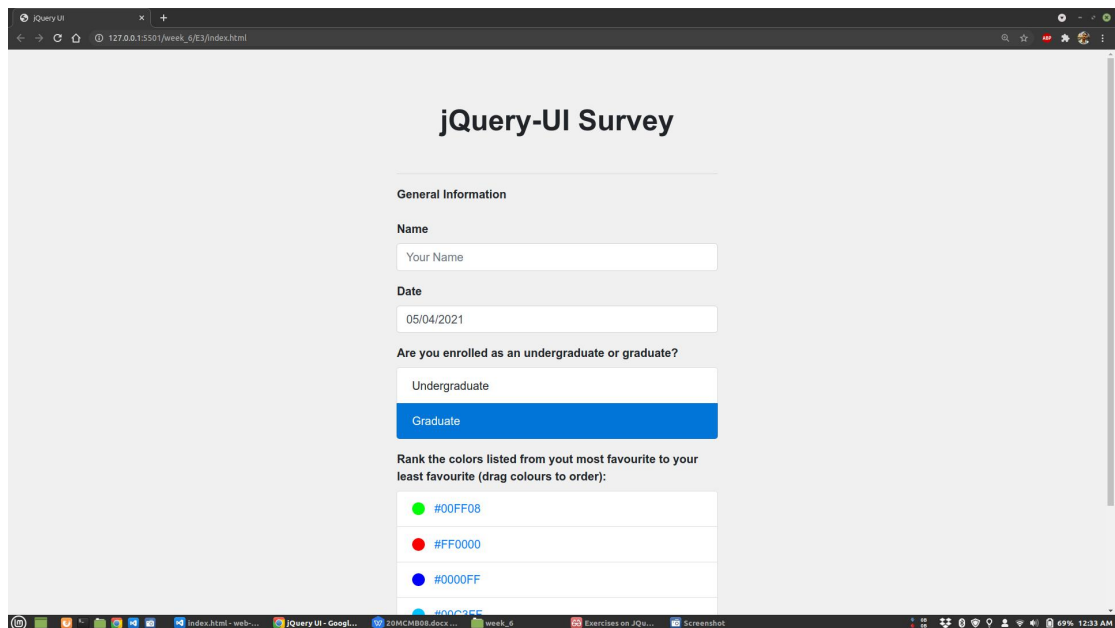 jQuery UI
127.0.0.1:5501/week_6/E3/index.html
ABP
jQuery-UI Survey
General Information
Name
Your Name
Date
05/04/2021
Are you enrolled as an undergraduate or graduate?
Undergraduate
Graduate
Rank the colors listed from yout most favourite to your
least favourite (drag colours to order):
#00FF08
#FF0000
#0000FF
#00C3FF
index.html - web-... jQuery UI - Googl... 20MCMB08.docx ... week_6 Exercises on JQu... Screenshot 69% 12:33 AM